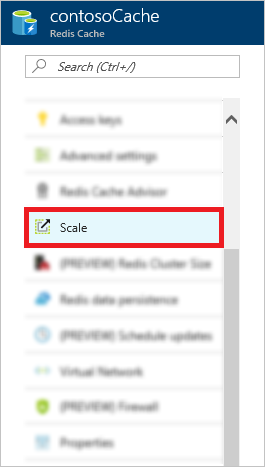 contosoCache
Redis Cache
Search (Ctrl+/)
Access keys
Advanced settings
Redis Cache Advisor
Scale
(PREVIEW) Redis Cluster Size
Redis data persistence
(PREVIEW) Schedule updates
Virtual Network
(PREVIEW) Firewall
Properties